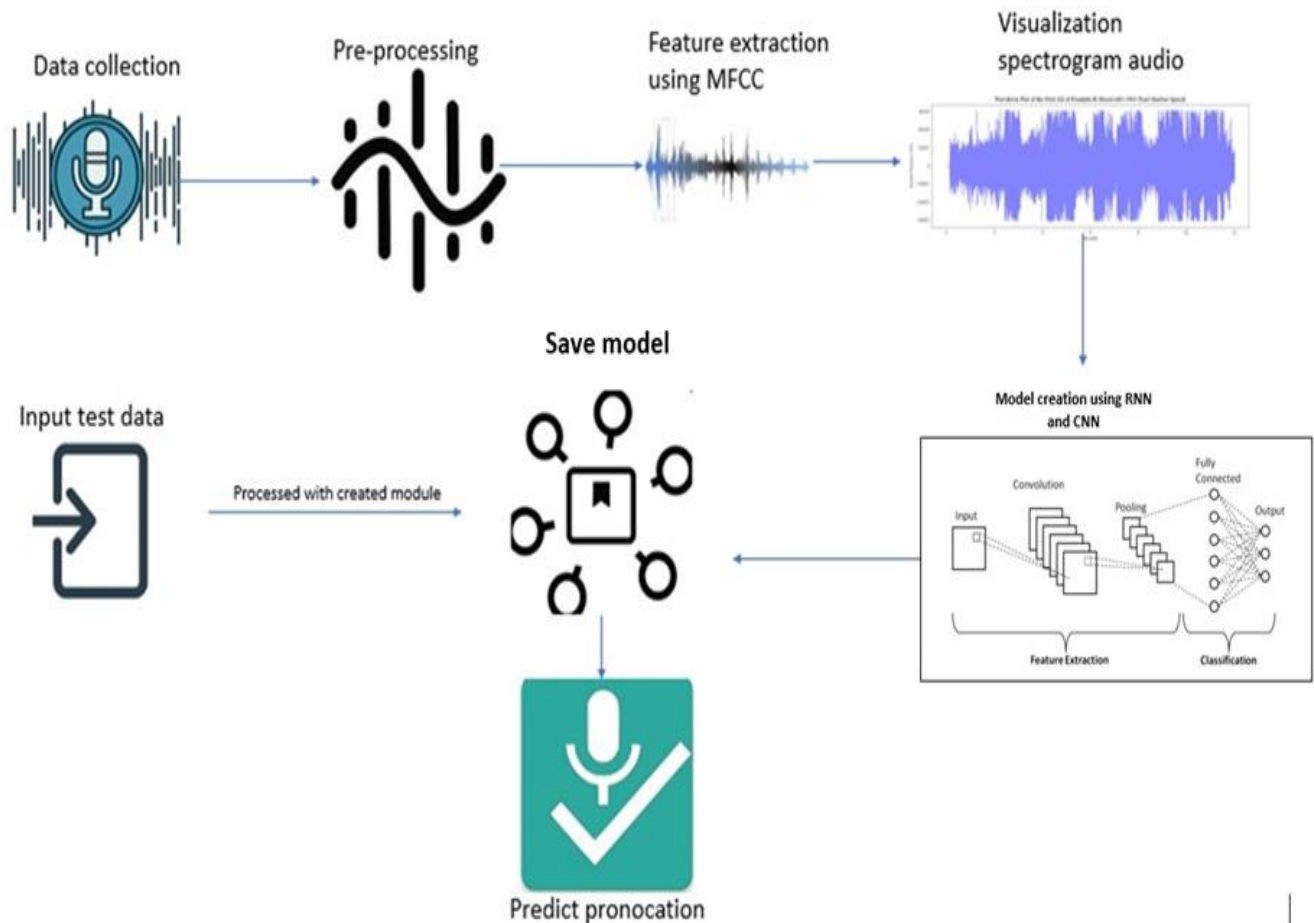 Data collection
Pre-processing
Feature extraction
using MFCC
Visualization
spectrogram audio
Save model
Input test data
Processed with created module
Model creation using RNN
and CNN
Input
Convolution
Pooling
Fully
Connected
Output
Feature Extraction
Classification
Predict pronocation